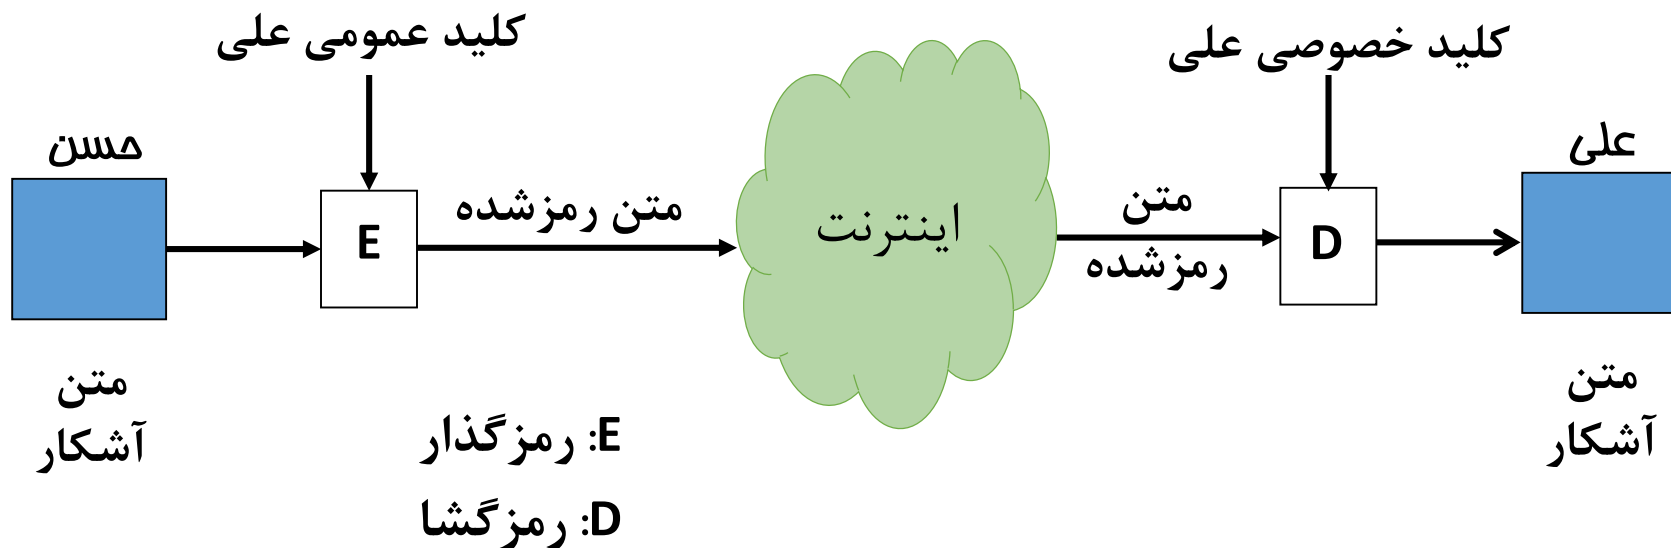 کلید عمومی علی
کلید خصوصی علی
حسن
علی
E
متن رمزشده
اینترنت
متن
رمزشده
D
متن
آشکار
متن
آشکار
E: رمزگذار
D: رمزگشا